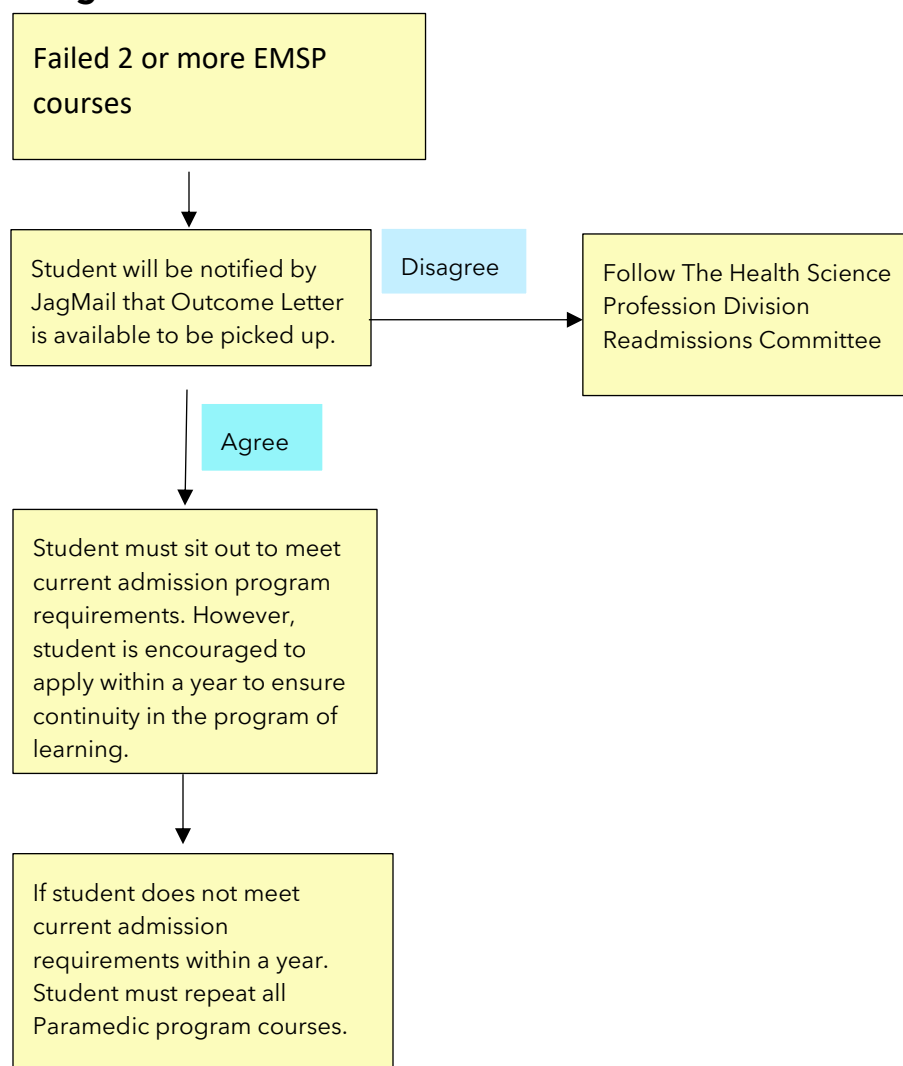 Failed 2 or more EMSP
courses
Student will be notified by
JagMail that Outcome Letter
is available to be picked up.
Disagree
Follow The Health Science
Profession Division
Readmissions Committee
Agree
Student must sit out to meet
current admission program
requirements. However,
student is encouraged to
apply within a year to ensure
continuity in the program of
learning.
If student does not meet
current admission
requirements within a year.
Student must repeat all
Paramedic program courses.